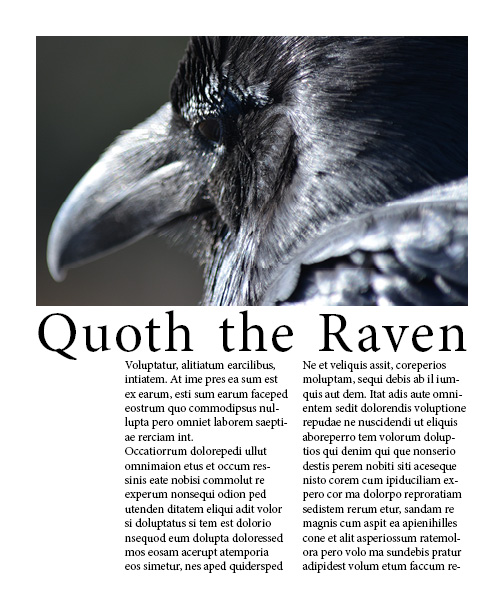 Quoth the Raven
Voluptatur, alitiatum earcilibus,
intiatem. At ime pres ea sum est
ex earum, esti sum earum faceped
eostrum quo commodipsus nul-
lupta pero omniet laborem saepti-
ae rerciam int.
Occatiorrum dolorepedi ullut
omnimaion etus et occum res-
sinis eate nobisi commolut re
experum nonsequi odion ped
utenden ditatem eliqui adit volor
si doluptatus si tem est dolorio
nsequod eum dolupta doloressed
mos eosam acerupt atemporia
eos simetur, nes aped quidersped
Ne et veliquis assit, coreperios
moluptam, sequi debis ab il ium-
quis aut dem. Itat adis aute omni-
entem sedit dolorendis voluptione
repudae ne nuscidendi ut eliquis
aboreperro tem volorum dolup-
tios qui denim qui que nonserio
destis perem nobiti siti aceseque
nisto corem cum ipiduciliam ex-
pero cor ma dolorpo reproratiam
sedistem rerum etur, sandam re
magnis cum aspit ea apienihilles
cone et alit asperiossum ratemol-
ora pero volo ma sundebis pratur
adipidest volum etum faccum re-